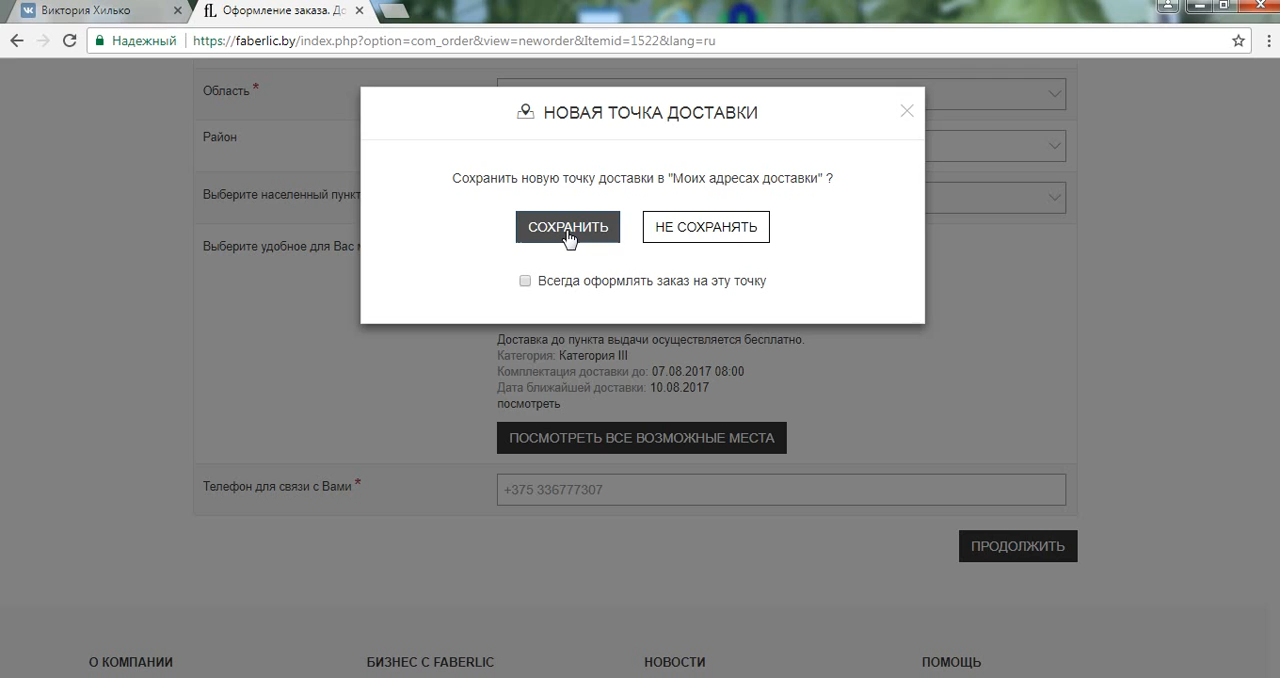 Виктория Хилько
fL Оформление заказа. До
Надежный https://faberlic.by/index.php?option=com_order&view=neworder&Itemid=1522&lang=ru
НОВАЯ ТОЧКА ДОСТАВКИ
Сохранить новую точку доставки в "Моих адресах доставки" ?
СОХРАНИТЬ НЕ СОХРАНЯТЬ
Всегда оформлять заказ на эту точку
Область *
Район
Выберите населенный пункт
Выберите удобное для Вас
Доставка до пункта выдачи осуществляется бесплатно.
Категория: Категория III
Комплектация доставки до: 07.08.2017 08:00
Дата ближайшей доставки: 10.08.2017
посмотреть
ПОСМОТРЕТЬ ВСЕ ВОЗМОЖНЫЕ МЕСТА
Телефон для связи с Вами * +375 336777307
ПРОДОЛЖИТЬ
О КОМПАНИИ БИЗНЕС С FABERLIC НОВОСТИ ПОМОЩЬ